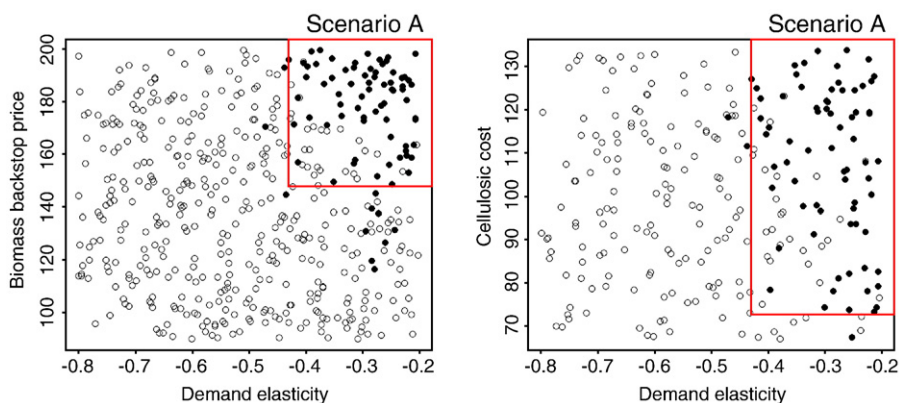 Scenario A
Biomass backstop price
200
180
160
140
120
100
-0.8 -0.7 -0.6 -0.5 -0.4 -0.3 -0.2
Demand elasticity
Scenario A
Cellulosic cost
130
120
110
100
90
80
70
-0.8 -0.7 -0.6 -0.5 -0.4 -0.3 -0.2
Demand elasticity